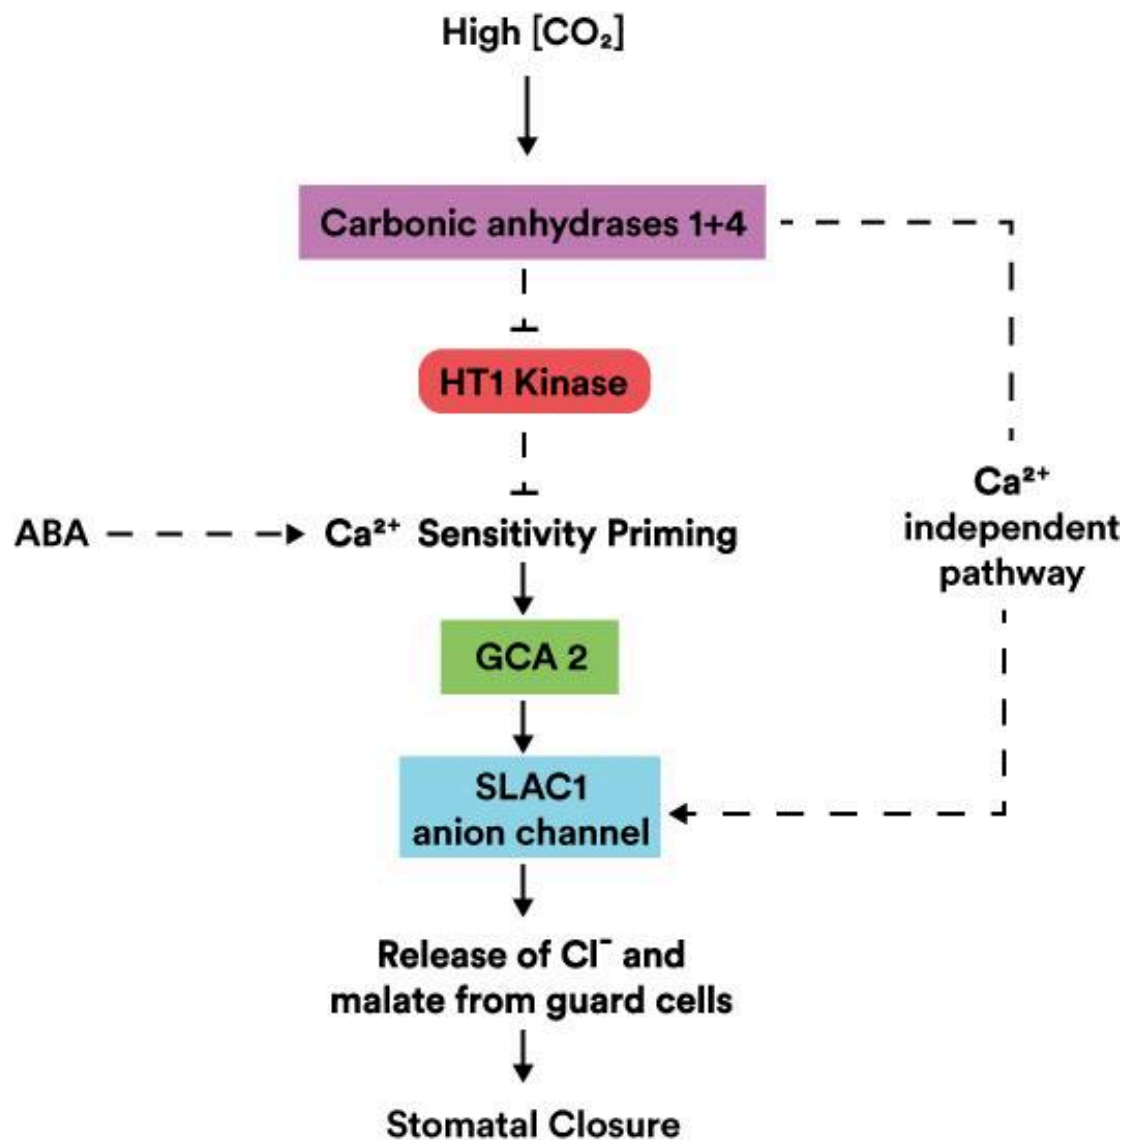 High [CO₂]
Carbonic anhydrases 1+4
HT1 Kinase
ABA
Ca²⁺ Sensitivity Priming
Ca²⁺
independent
pathway
GCA 2
SLAC1
anion channel
Release of Cl⁻ and
malate from guard cells
Stomatal Closure